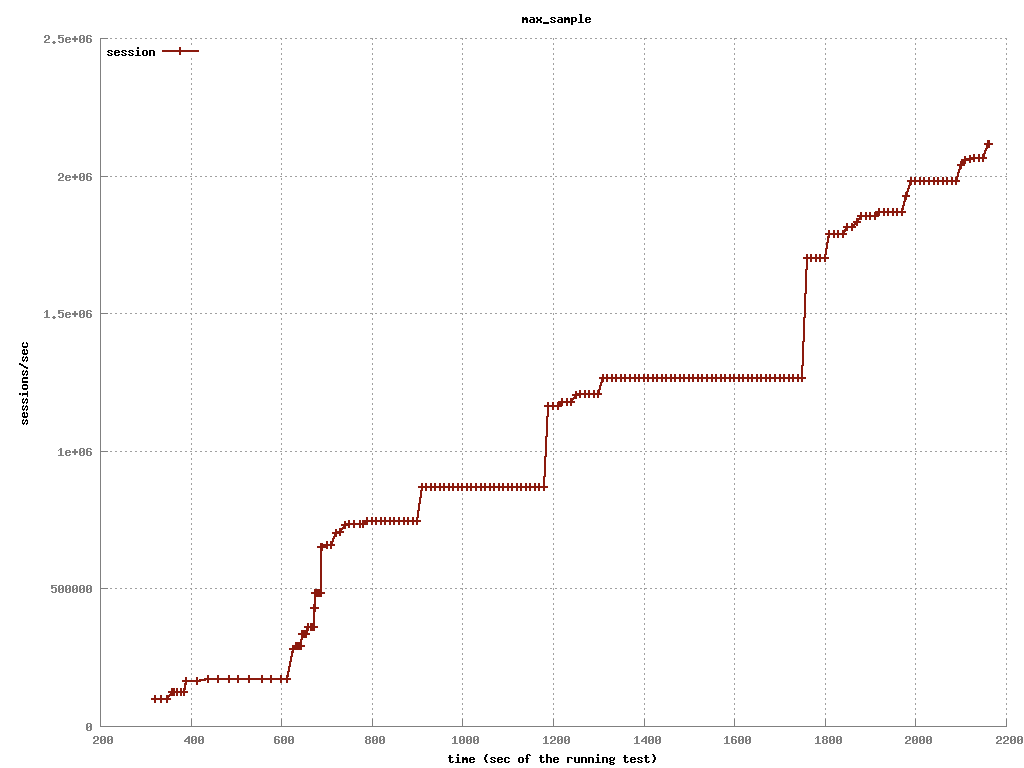 max_sample
2.5e+06
session
2e+06
1.5e+06
sessions/sec
1e+06
500000
0
200 400 600 800 1000 1200 1400 1600 1800 2000 2200
time (sec of the running test)